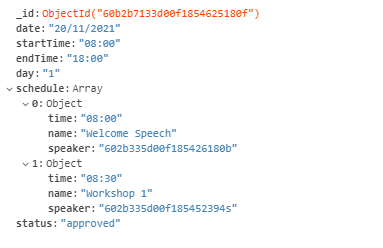 _id: ObjectId("60b2b7133d00f1854625180f")
date: "20/11/2021"
startTime: "08:00"
endTime: "18:00"
day: "1"
schedule: Array
0: Object
time: "08:00"
name: "Welcome Speech"
speaker: "602b335d00f185426180b"
1: Object
time: "08:30"
name: "Workshop 1"
speaker: "602b335d00f185452394s"
status: "approved"